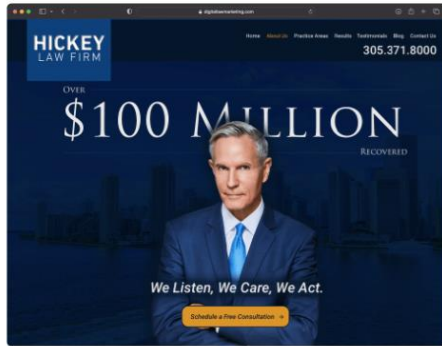 digitallawmarketing.com
HICKEY
LAW FIRM
Home About Us Practice Areas Results Testimonials Blog Contact Us
305.371.8000
OVER
$100 MILLION
RECOVERED
We Listen, We Care, We Act.
Schedule a Free Consultation →